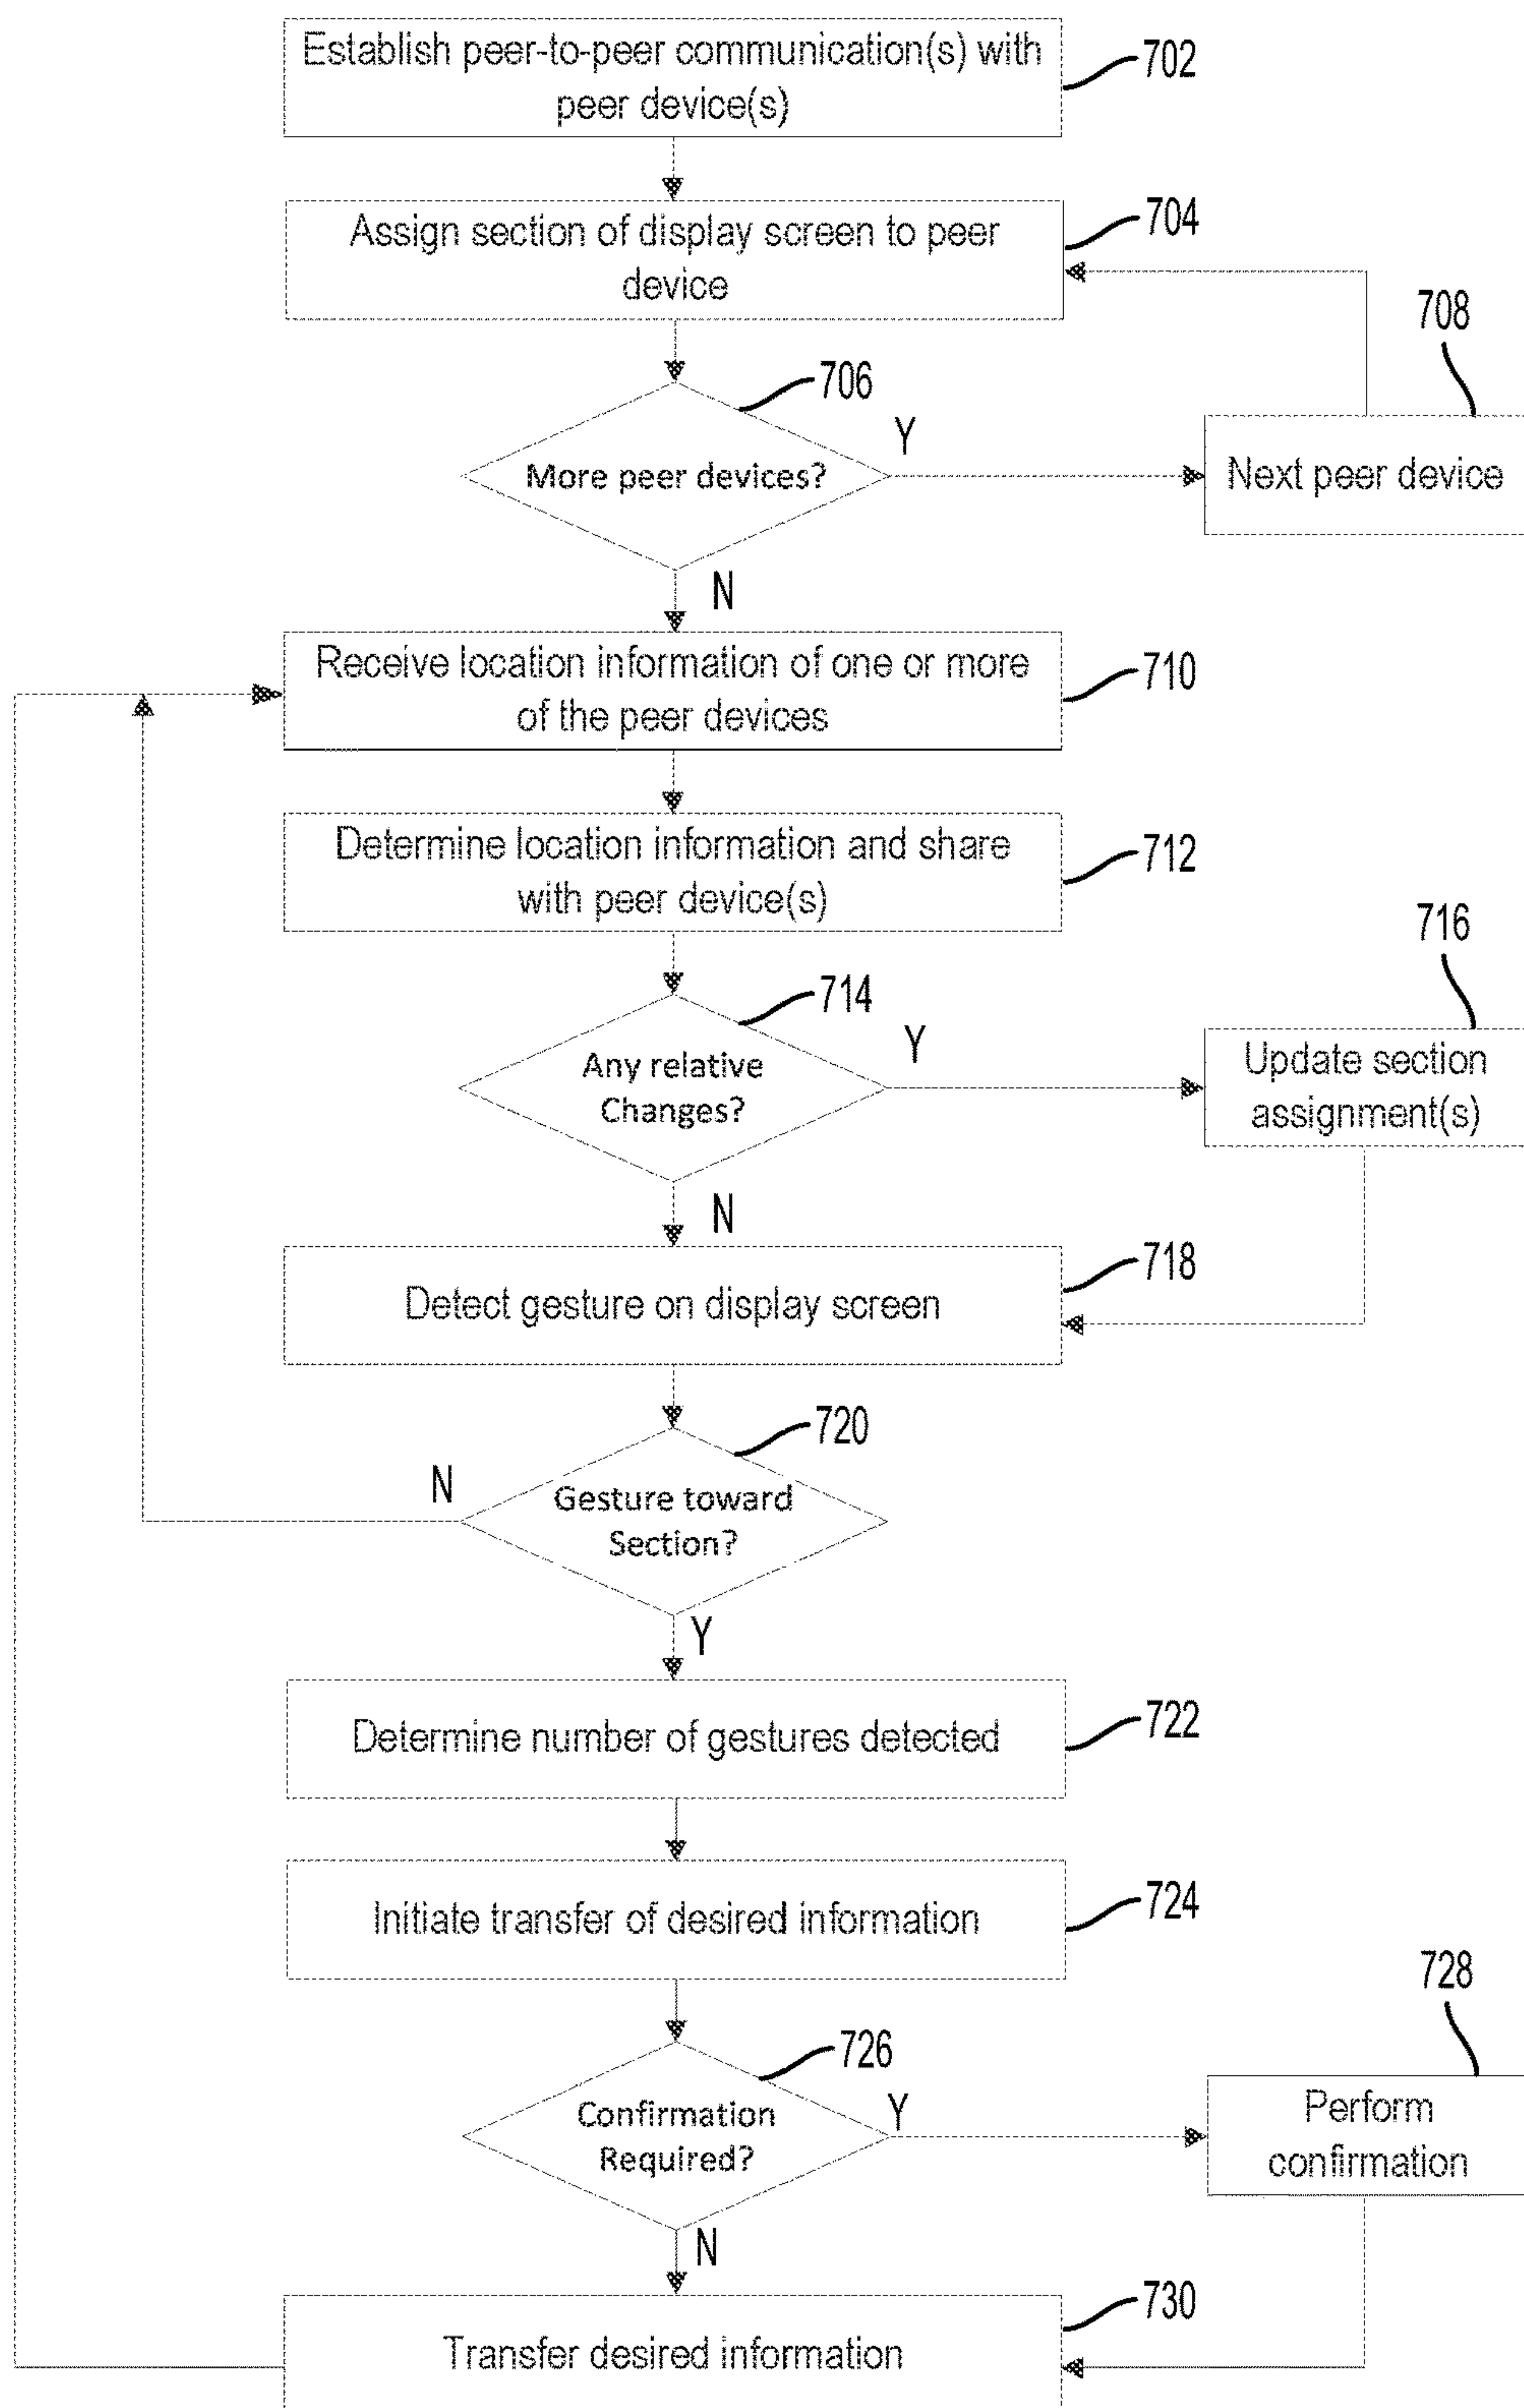 Establish peer-to-peer communication(s) with
peer device(s)
702
Assign section of display screen to peer
device
704
706
More peer devices?
Y
708
Next peer device
N
Receive location information of one or more
of the peer devices
710
Determine location information and share
with peer device(s)
712
714
Any relative
Changes?
Y
716
Update section
assignment(s)
N
Detect gesture on display screen
718
720
Gesture toward
Section?
N
Y
Determine number of gestures detected
722
Initiate transfer of desired information
724
726
Confirmation
Required?
Y
728
Perform
confirmation
N
Transfer desired information
730